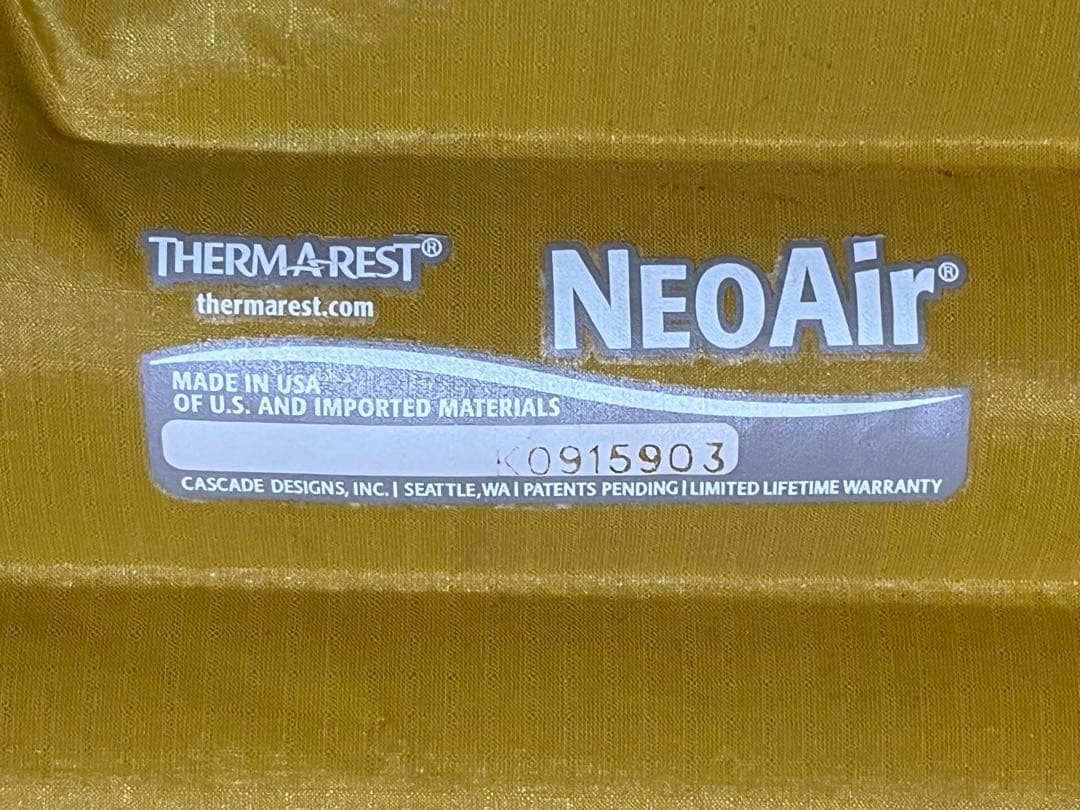 THERMAREST®
thermarest.com
NEOAir®
MADE IN USA
OF U.S. AND IMPORTED MATERIALS
K0915903
CASCADE DESIGNS, INC. | SEATTLE, WA | PATENTS PENDING | LIMITED LIFETIME WARRANTY